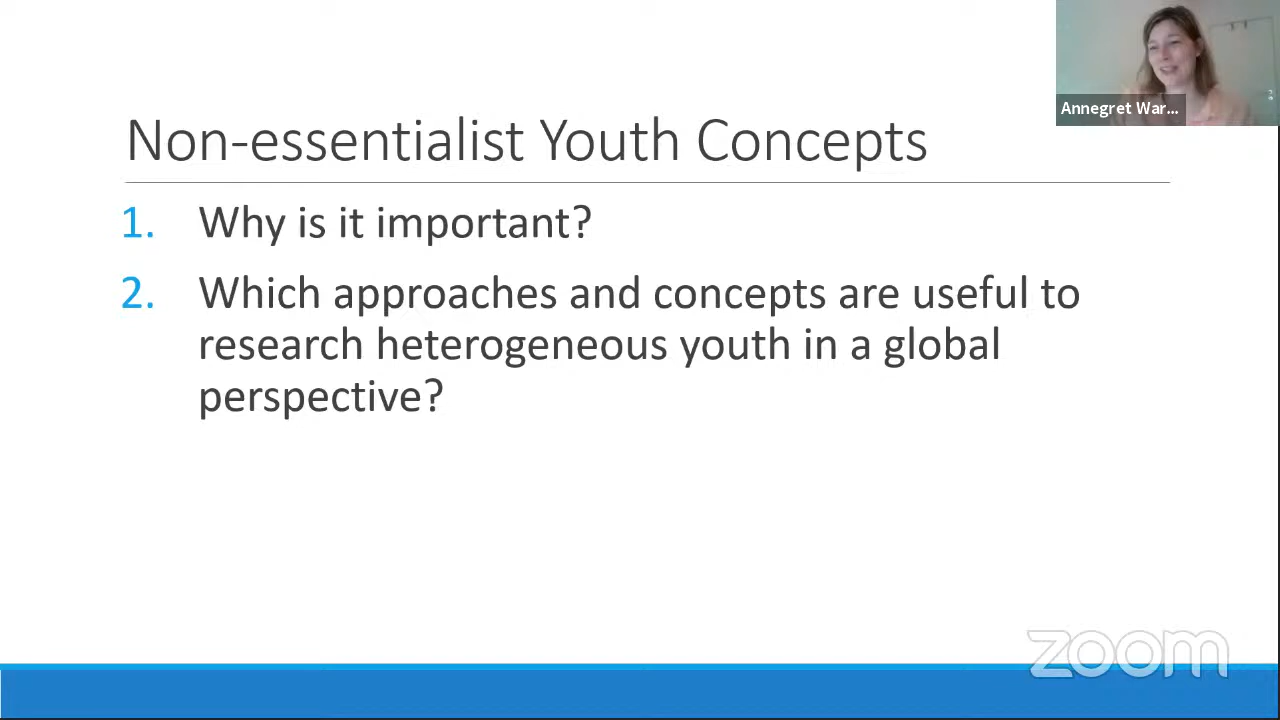 Annegret War...
Non-essentialist Youth Concepts
1. Why is it important?
2. Which approaches and concepts are useful to
research heterogeneous youth in a global
perspective?
zoom